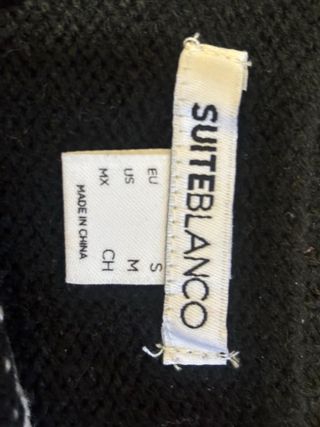 SUITEBLANCO
EU S
US M
MX CH
MADE IN CHINA